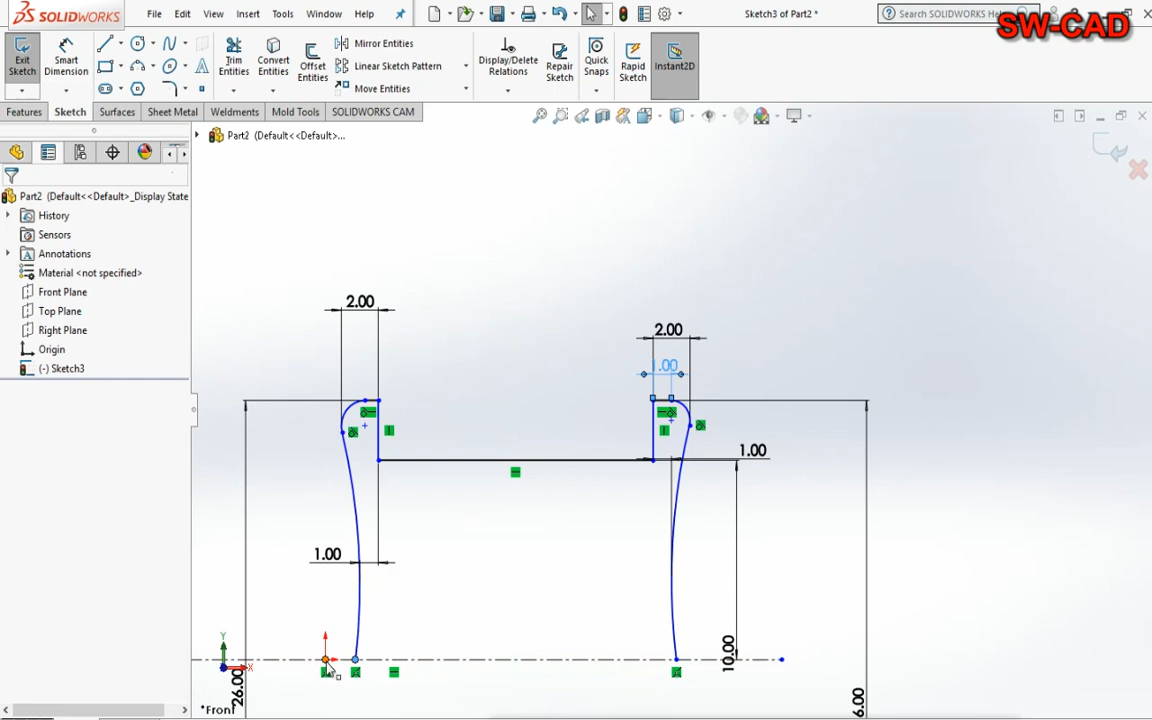 SOLIDWORKS
File Edit View Insert Tools Window Help
Sketch3 of Part2 *
Search SOLIDWORKS Help
SW-CAD
Exit Sketch
Smart Dimension
Trim Entities
Convert Entities
Offset Entities
Mirror Entities
Linear Sketch Pattern
Move Entities
Display/Delete Relations
Repair Sketch
Quick Snaps
Rapid Sketch
Instant2D
Features Sketch Surfaces Sheet Metal Weldments Mold Tools SOLIDWORKS CAM
Part2 (Default<<Default>...
Part2 (Default<<Default>_Display State
History
Sensors
Annotations
Material <not specified>
Front Plane
Top Plane
Right Plane
Origin
(-) Sketch3
2.00
2.00
1.00
1.00
1.00
10.00
26.00
6.00
Y
X
*Front